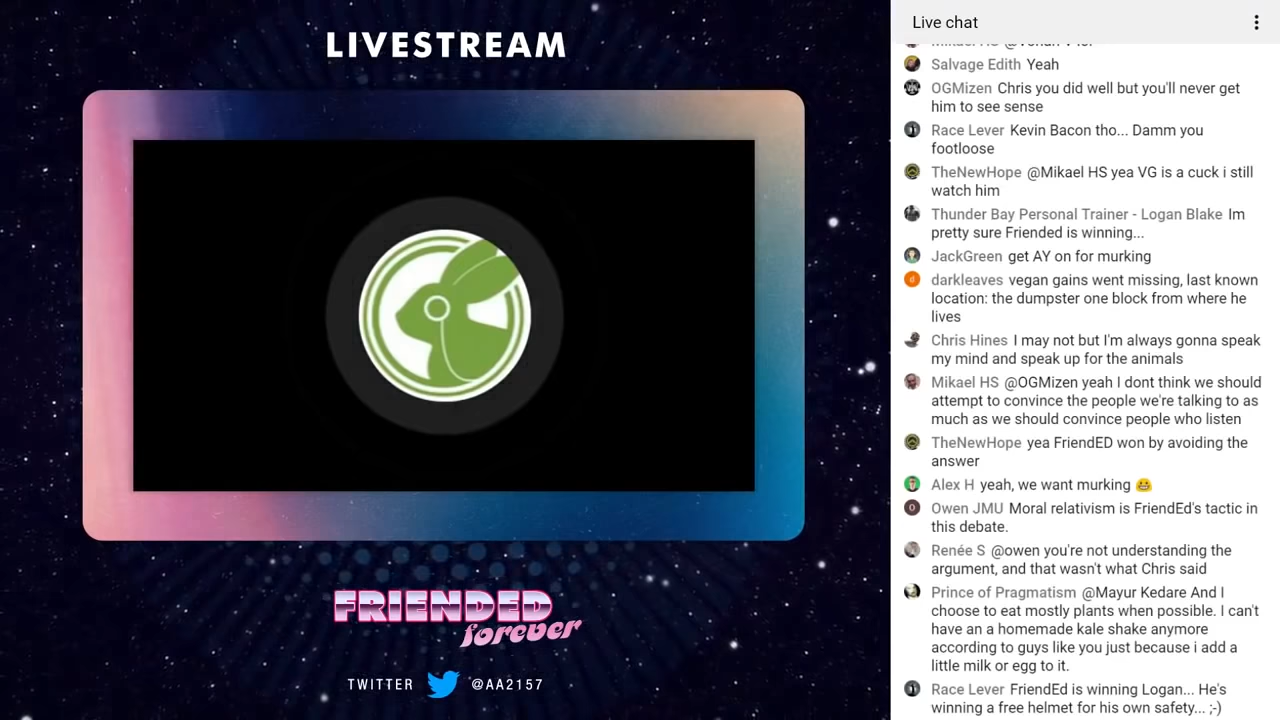 LIVESTREAM
FRIENDED
forever
TWITTER @AA2157
Live chat
Salvage Edith Yeah
OGMizen Chris you did well but you'll never get
him to see sense
Race Lever Kevin Bacon tho... Damm you
footloose
TheNewHope @Mikael HS yea VG is a cuck i still
watch him
Thunder Bay Personal Trainer - Logan Blake Im
pretty sure Friended is winning...
JackGreen get AY on for murking
d
darkleaves vegan gains went missing, last known
location: the dumpster one block from where he
lives
Chris Hines I may not but I'm always gonna speak
my mind and speak up for the animals
Mikael HS @OGMizen yeah I dont think we should
attempt to convince the people we're talking to as
much as we should convince people who listen
TheNewHope yea FriendED won by avoiding the
answer
Alex H yeah, we want murking 😄
O
Owen JMU Moral relativism is FriendEd's tactic in
this debate.
Renée S @owen you're not understanding the
argument, and that wasn't what Chris said
Prince of Pragmatism @Mayur Kedare And I
choose to eat mostly plants when possible. I can't
have an a homemade kale shake anymore
according to guys like you just because i add a
little milk or egg to it.
Race Lever FriendEd is winning Logan... He's
winning a free helmet for his own safety... ;-)